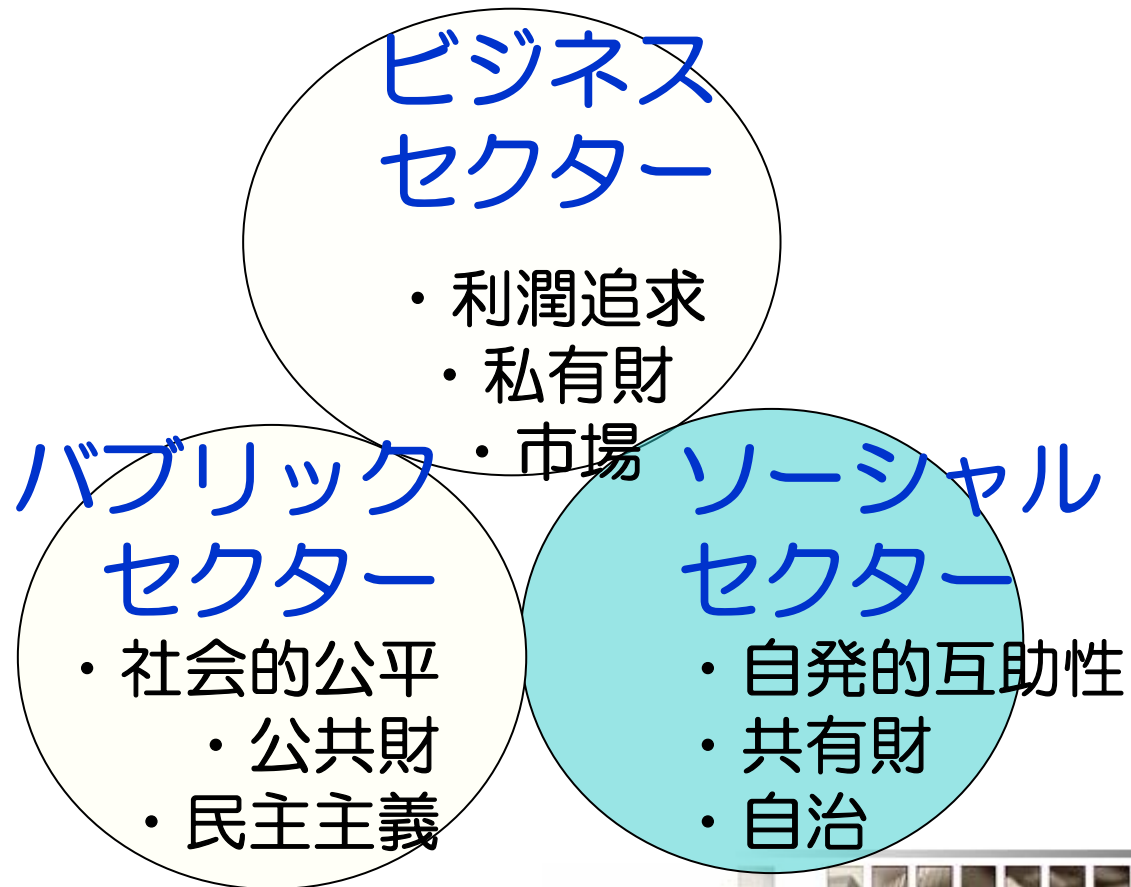 ビジネス
セクター
・利潤追求
・私有財
・市場
パブリック
セクター
・社会的公平
・公共財
・民主主義
ソーシャル
セクター
・自発的互助性
・共有財
・自治